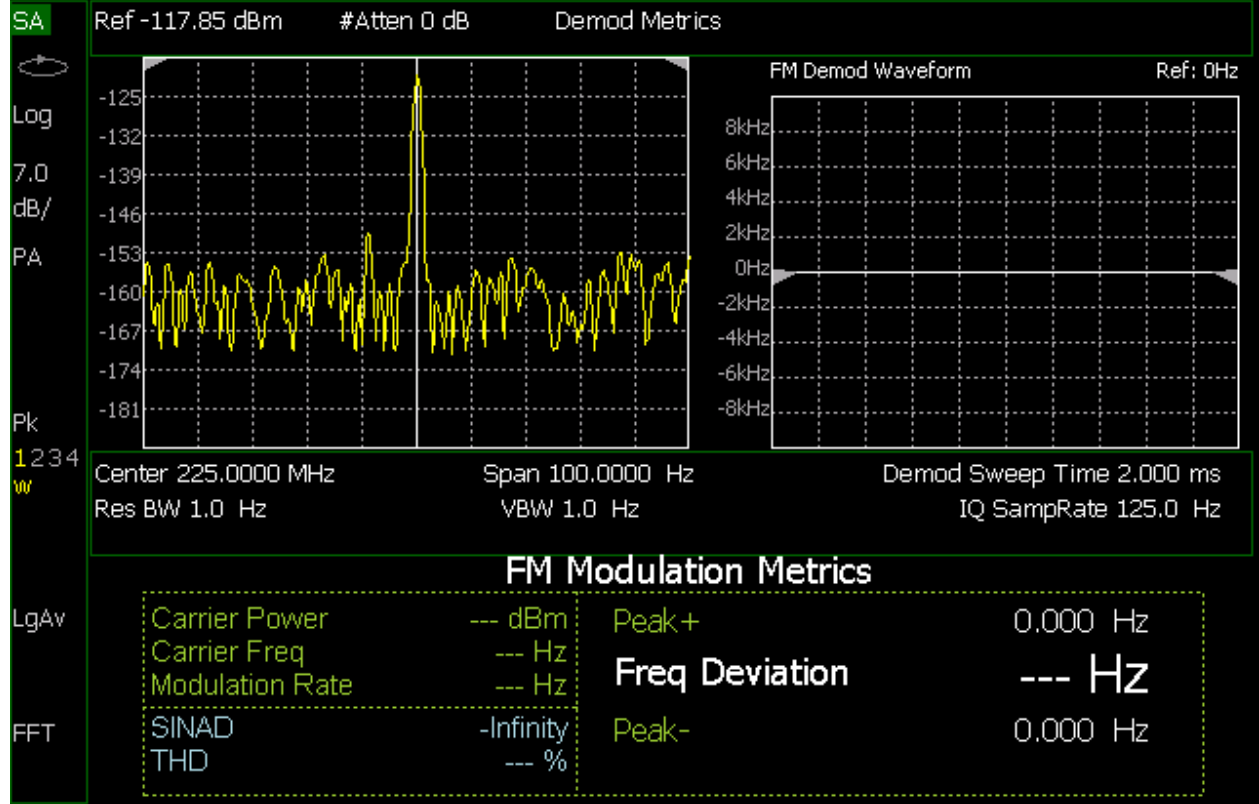 SA
Ref -117.85 dBm #Atten 0 dB Demod Metrics
Log
7.0
dB/
PA
Pk
1234
W
LgAv
FFT
-125
-132
-139
-146
-153
-160
-167
-174
-181
FM Demod Waveform Ref: 0Hz
8kHz
6kHz
4kHz
2kHz
0Hz
-2kHz
-4kHz
-6kHz
-8kHz
Center 225.0000 MHz Span 100.0000 Hz Demod Sweep Time 2.000 ms
Res BW 1.0 Hz VBW 1.0 Hz IQ SampRate 125.0 Hz
FM Modulation Metrics
Carrier Power --- dBm
Carrier Freq --- Hz
Modulation Rate --- Hz
SINAD -Infinity
THD --- %
Peak+ 0.000 Hz
Freq Deviation --- Hz
Peak- 0.000 Hz